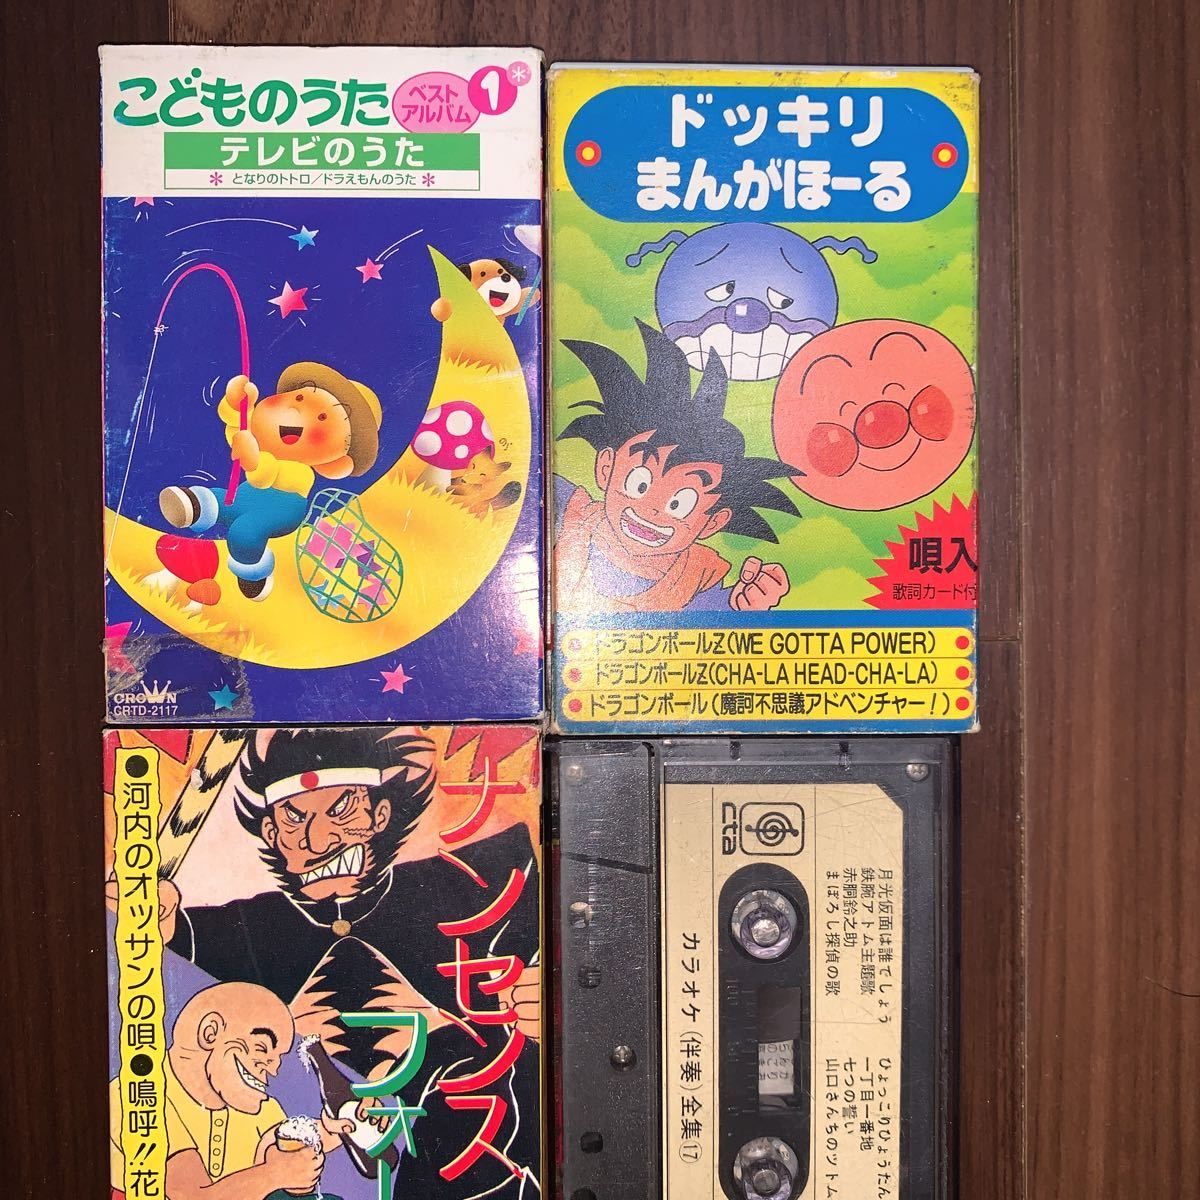 こどものうた
ベスト
アルバム
1
テレビのうた
* となりのトトロ/ドラえもんのうた *
CROWN
CRTD-2117
ドッキリ
まんがほーる
唄入
歌詞カード付
ドラゴンボールZ(WE GOTTA POWER)
ドラゴンボールZ(CHA-LA HEAD-CHA-LA)
ドラゴンボール(魔訶不思議アドベンチャー!)
ナンセンス
フォー
●河内のオッサンの唄●嗚呼!!花
cta
月光仮面は誰でしょう
鉄腕アトム主題歌
赤胴鈴之助
まぼろし探偵の歌
ひょっこりひょうたん
一丁目一番地
七つの誓い
山口さんちのツトム
カラオケ(伴奏)全集⑰